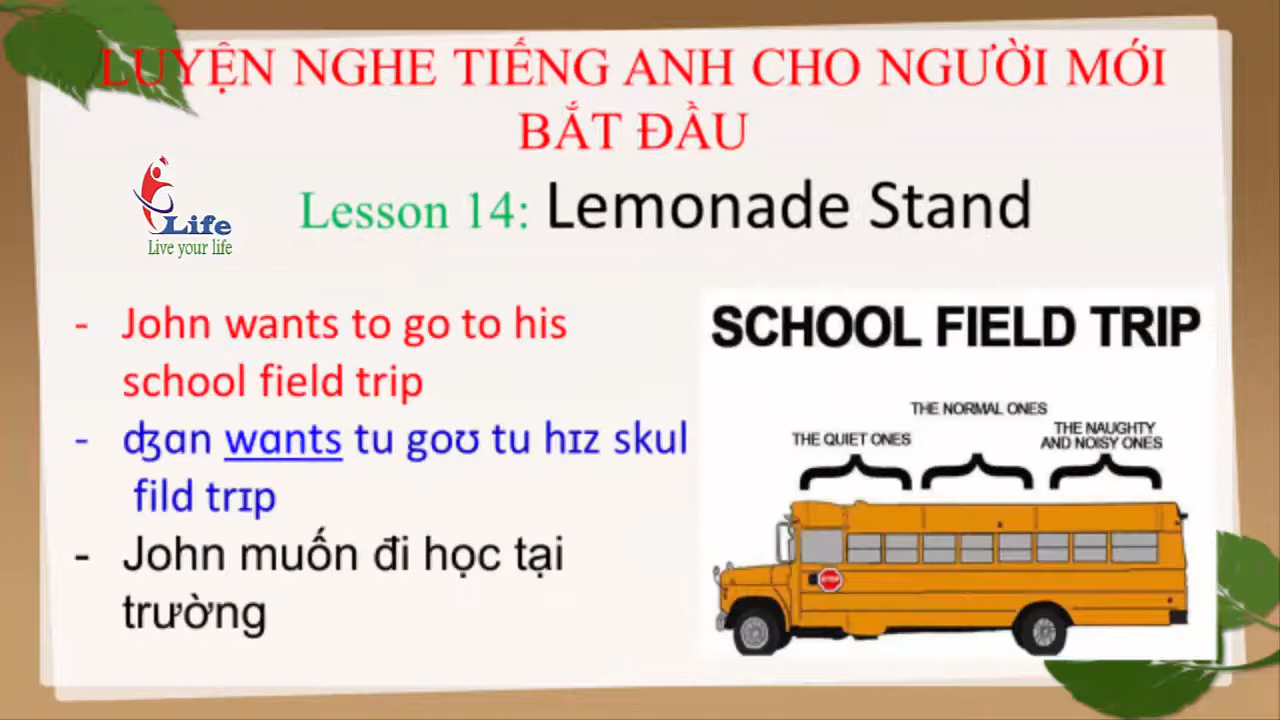 LUYỆN NGHE TIẾNG ANH CHO NGƯỜI MỚI
BẮT ĐẦU
Life
Live your life
Lesson 14: Lemonade Stand
- John wants to go to his
school field trip
- ʤɑn wɑnts tu goʊ tu hɪz skul
fild trɪp
- John muốn đi học tại
trường
SCHOOL FIELD TRIP
THE NORMAL ONES
THE QUIET ONES
THE NAUGHTY
AND NOISY ONES
STOP